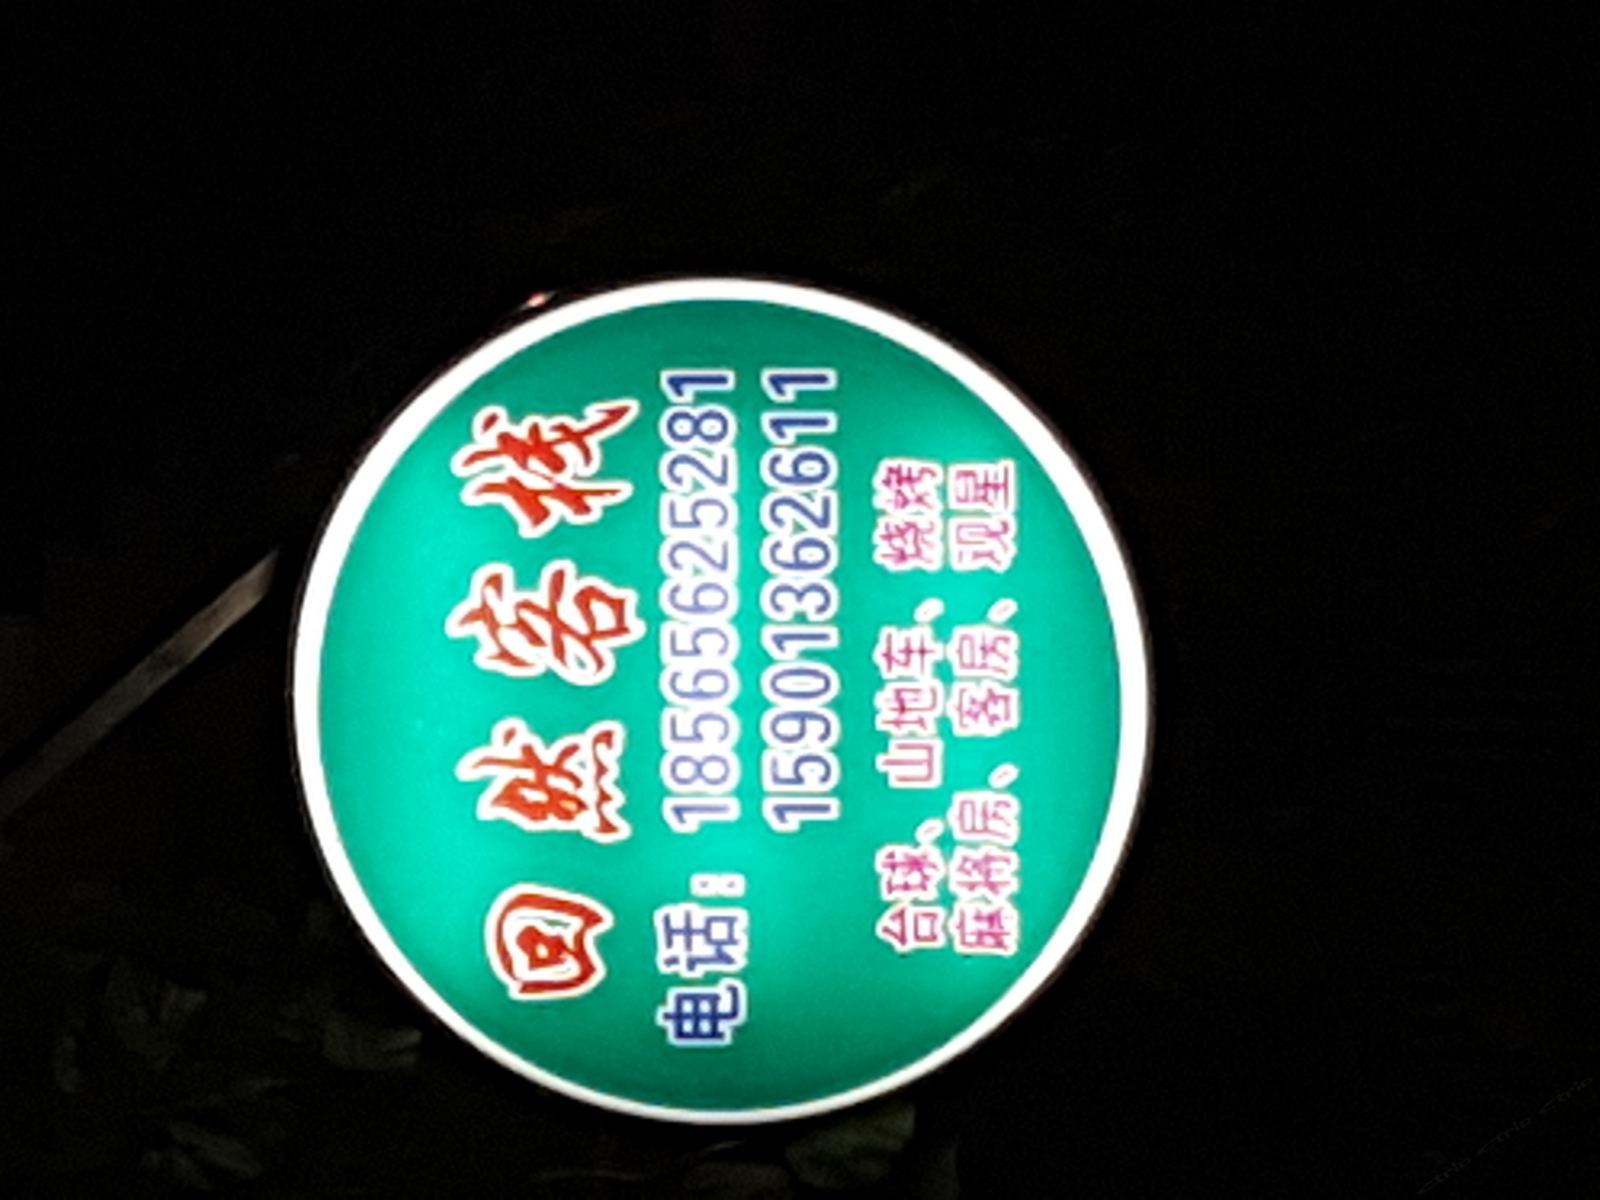 回然客栈
电话：18565625281
15901362611
台球、山地车、烧烤
麻将房、客房、观星